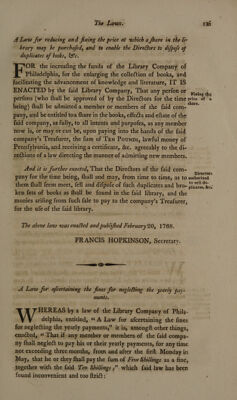 The Laws.
126
A Law for reducing and fixing the price at which a share in the li-
brary may be purchased, and to enable the Directors to dispose of
duplicates of books, &c.
FOR the increasing the funds of the Library Company of
Philadelphia, for the enlarging the collection of books, and
facilitating the advancement of knowledge and literature, IT IS
ENACTED by the said Library Company, That any person or
persons (who shall be approved of by the Directors for the time
being) shall be admitted a member or members of the said com-
pany, and be entitled to a share in the books, effects and estate of the
said company, as fully, to all intents and purposes, as any member
now is, or may or can be, upon paying into the hands of the said
company's Treasurer, the sum of TEN POUNDS, lawful money of
Pennsylvania, and receiving a certificate, &c. agreeably to the di-
rections of a law directing the manner of admitting new members.
Fixing the
price of a
share.
And it is further enacted, That the Directors of the said com-
pany for the time being, shall and may, from time to time, as to
them shall seem meet, sell and dispose of such duplicates and bro-
ken sets of books as shall be found in the said library, and the
monies arising from such sale to pay to the company's Treasurer,
for the use of the said library.
Directors
authorised
to sell du-
plicates, &c.
The above law was enacted and published February 20, 1768.
FRANCIS HOPKINSON, Secretary.
A Law for ascertaining the fines for neglecting the yearly pay-
ments.
WHEREAS by a law of the Library Company of Phila-
delphia, entitled, "A Law for ascertaining the fines
for neglecting the yearly payments," it is, amongst other things,
enacted, "That if any member or members of the said compa-
ny shall neglect to pay his or their yearly payments, for any time
not exceeding three months, from and after the first Monday in
May, that he or they shall pay the sum of Five Shillings as a fine,
together with the said Ten Shillings;" which said law has been
found inconvenient and too strict: